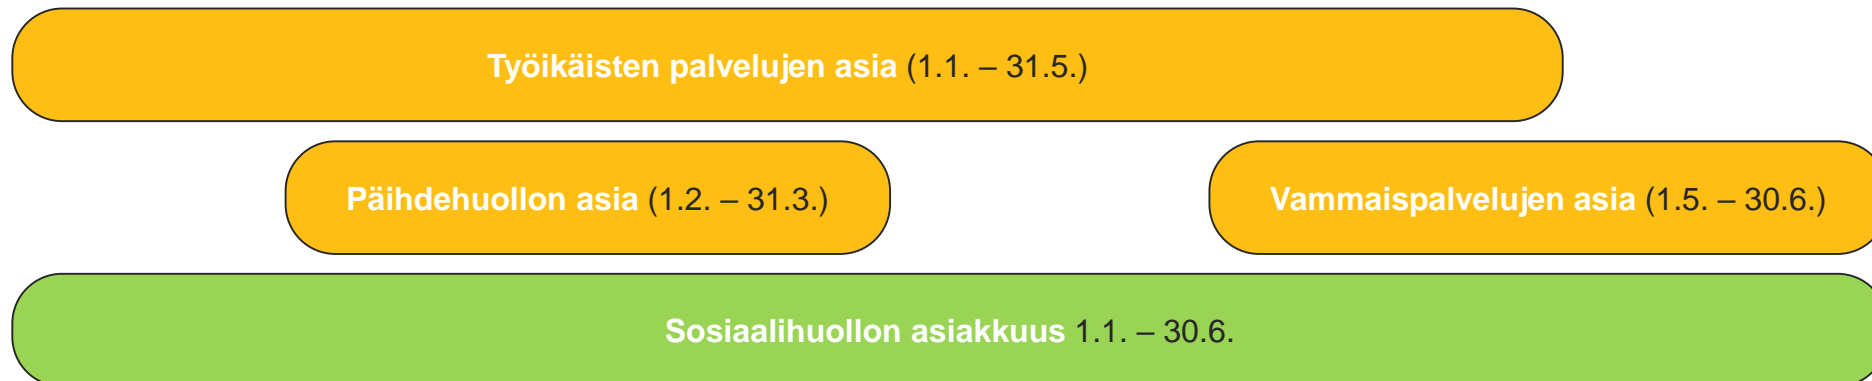 Työikäisten palvelujen asia (1.1. – 31.5.)
Päihdehuollon asia (1.2. – 31.3.)
Vammaispalvelujen asia (1.5. – 30.6.)
Sosiaalihuollon asiakkuus 1.1. – 30.6.